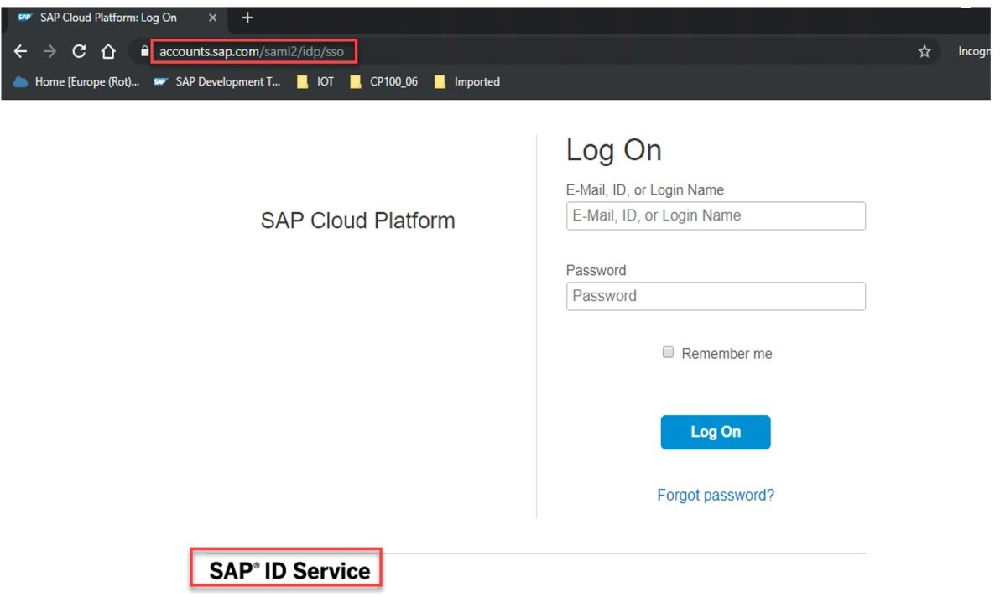 SAP SAP Cloud Platform: Log On
accounts.sap.com/saml2/idp/sso
Incogn
Home [Europe (Rot)... SAP SAP Development T... IOT CP100_06 Imported
SAP Cloud Platform
Log On
E-Mail, ID, or Login Name
E-Mail, ID, or Login Name
Password
Password
Remember me
Log On
Forgot password?
SAP® ID Service